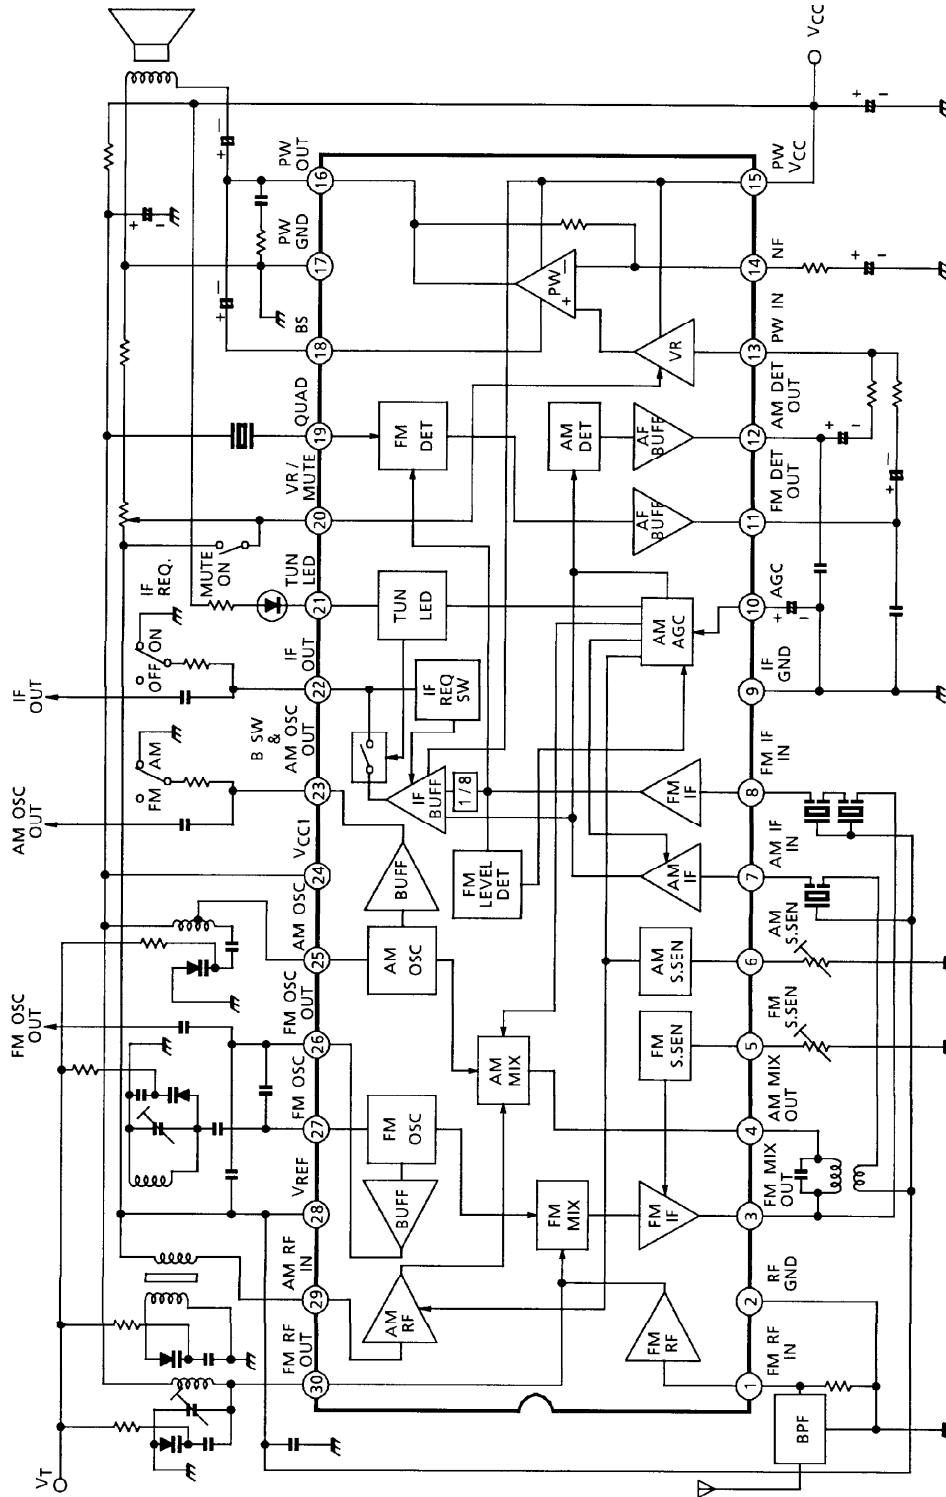 VT
FM OSC
OUT
AM OSC
OUT
IF
OUT
FM
AM
OFF
ON
IF REQ.
MUTE
ON
VCC
FM RF
OUT
AM RF
IN
VREF
FM OSC
FM OSC
OUT
AM OSC
VCC1
B SW
&
AM OSC
OUT
IF
OUT
TUN
LED
VR/
MUTE
QUAD
BS
PW
GND
PW
OUT
30
29
28
27
26
25
24
23
22
21
20
19
18
17
16
AM
RF
BUFF
FM
OSC
AM
OSC
BUFF
IF
BUFF
1/8
IF
REQ
SW
TUN
LED
FM
DET
FM
LEVEL
DET
AM
MIX
FM
MIX
FM
RF
FM
IF
FM
S.SEN
AM
S.SEN
AM
IF
FM
IF
AM
AGC
AM
DET
AF
BUFF
AF
BUFF
VR
PW
+
−
1
2
3
4
5
6
7
8
9
10
11
12
13
14
15
FM RF
IN
RF
GND
FM MIX
OUT
AM MIX
OUT
FM
S.SEN
AM
S.SEN
AM IF
IN
FM IF
IN
IF
GND
AGC
FM DET
OUT
AM DET
OUT
PW IN
NF
PW
VCC
BPF
+ −
+ −
+ −
+ −
+ −
+ −
+ −
+ −